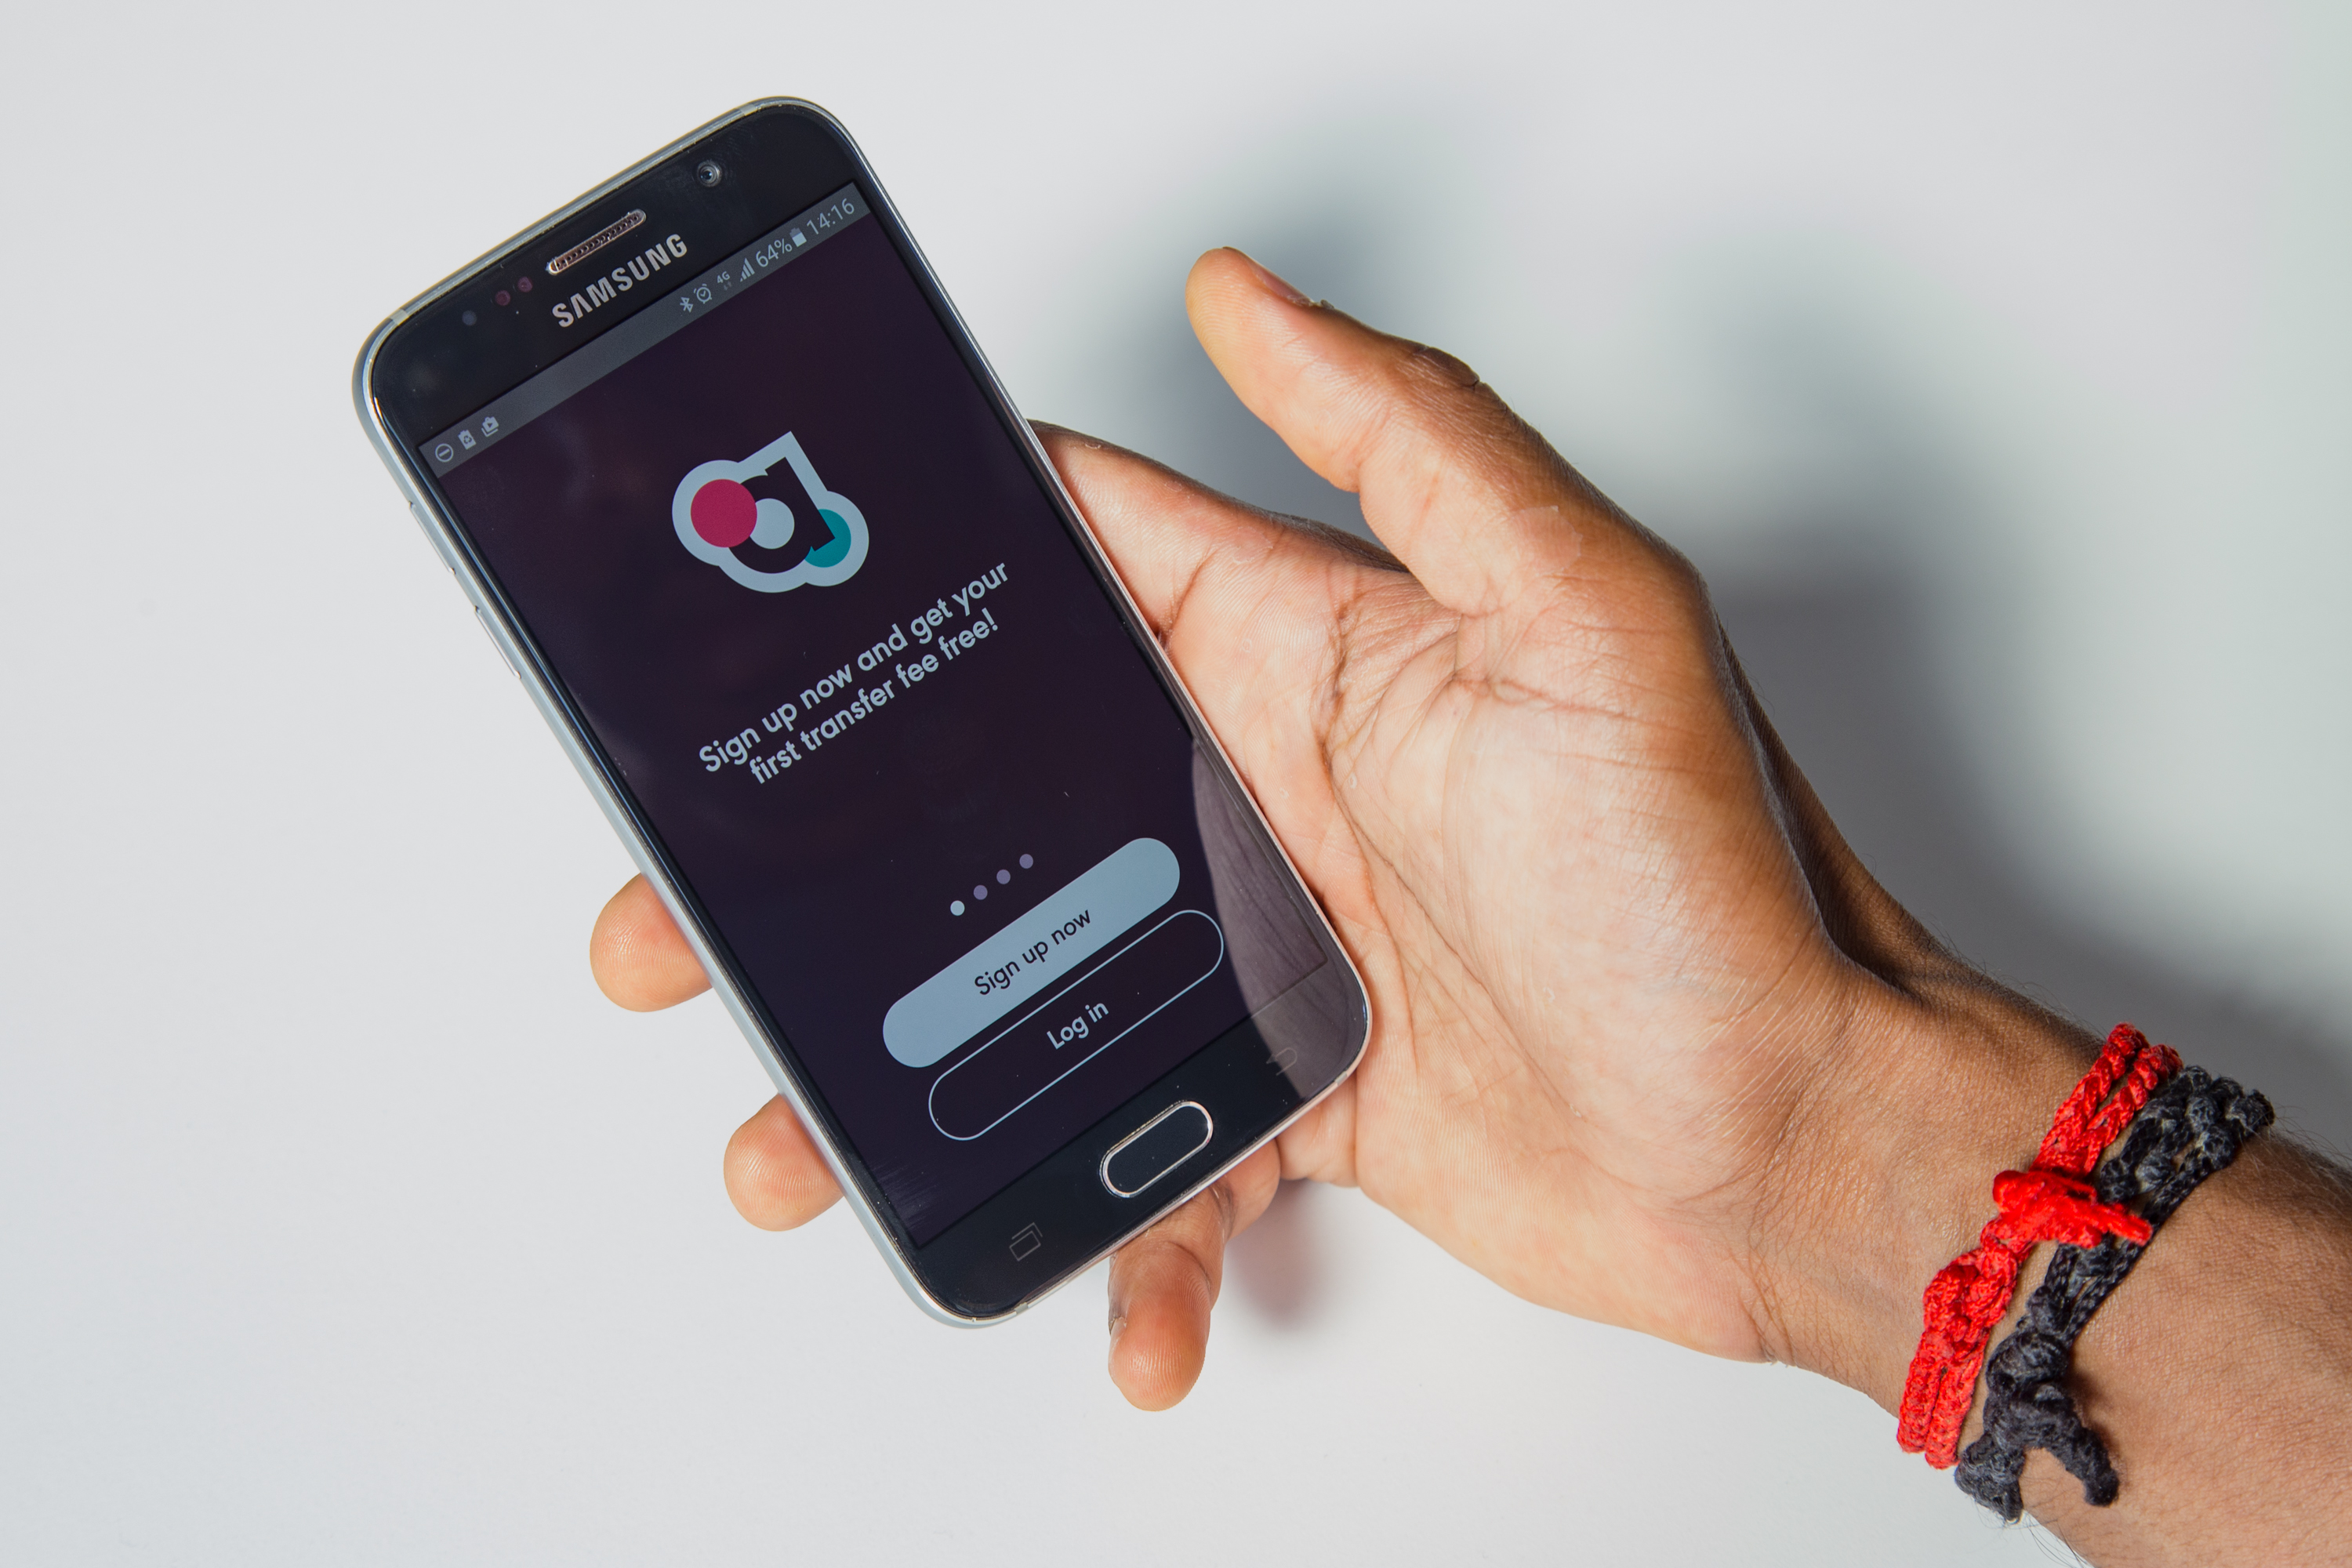 SAMSUNG
4G 64% 14:16
a
Sign up now and get your
first transfer fee free!
Sign up now
Log in